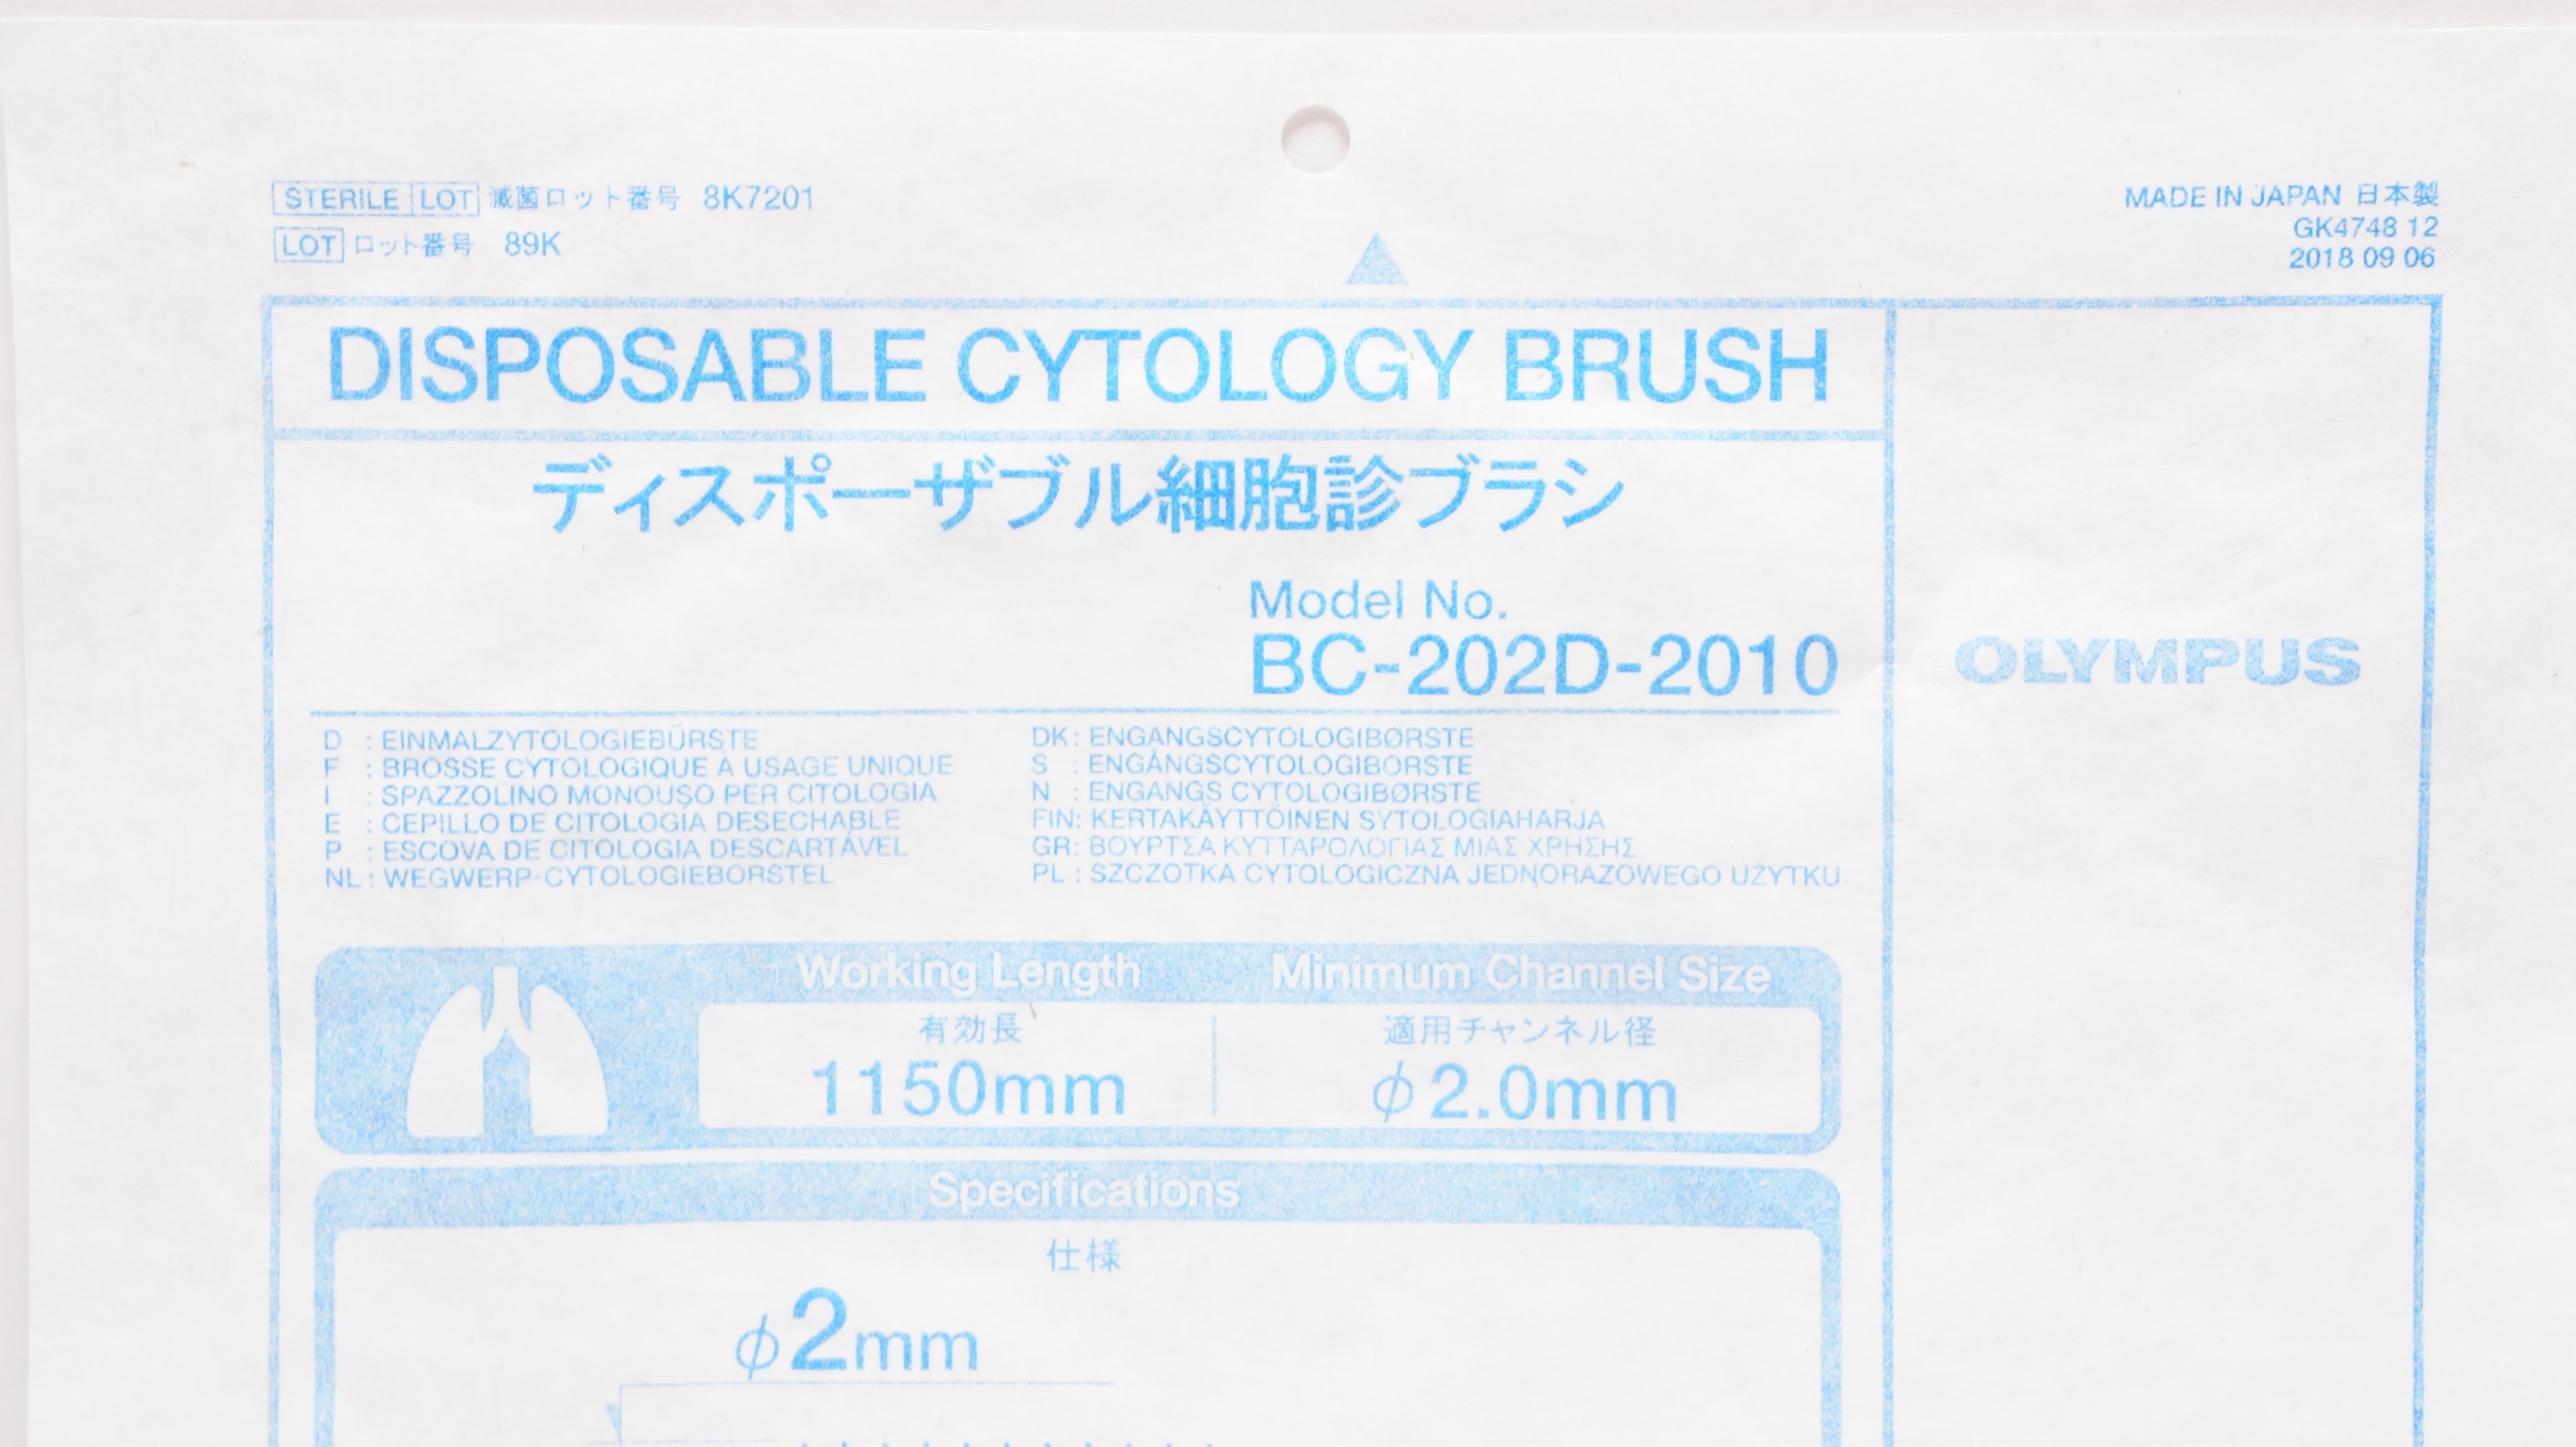 STERILE LOT 滅菌ロット番号 8K7201
LOT ロット番号 89K
MADE IN JAPAN 日本製
GK4748 12
2018 09 06
DISPOSABLE CYTOLOGY BRUSH
ディスポーザブル細胞診ブラシ
Model No.
BC-202D-2010
OLYMPUS
D : EINMALZYTOLOGIEBÜRSTE
F : BROSSE CYTOLOGIQUE À USAGE UNIQUE
I : SPAZZOLINO MONOUSO PER CITOLOGIA
E : CEPILLO DE CITOLOGÍA DESECHABLE
P : ESCOVA DE CITOLOGIA DESCARTÁVEL
NL : WEGWERP-CYTOLOGIEBORSTEL
DK : ENGANGSCYTOLOGIBØRSTE
S : ENGÅNGSCYTOLOGIBORSTE
N : ENGANGS CYTOLOGIBØRSTE
FIN: KERTAKÄYTTÖINEN SYTOLOGIAHARJA
GR: ΒΟΥΡΤΣΑ ΚΥΤΤΑΡΟΛΟΓΙΑΣ ΜΙΑΣ ΧΡΗΣΗΣ
PL : SZCZOTKA CYTOLOGICZNA JEDNORAZOWEGO UŻYTKU
Working Length
有効長
1150mm
Minimum Channel Size
適用チャンネル径
φ2.0mm
Specifications
仕様
φ2mm